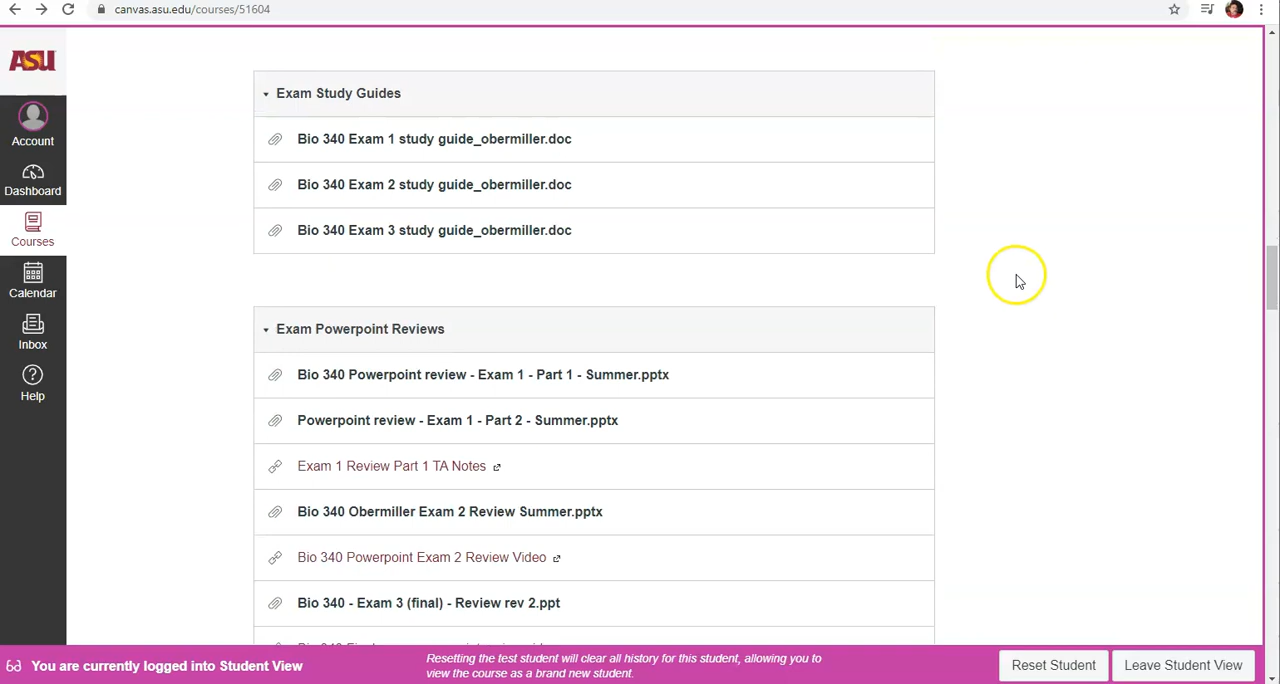 canvas.asu.edu/courses/51604
ASU
Account
Dashboard
Courses
Calendar
Inbox
Help
Exam Study Guides
Bio 340 Exam 1 study guide_obermiller.doc
Bio 340 Exam 2 study guide_obermiller.doc
Bio 340 Exam 3 study guide_obermiller.doc
Exam Powerpoint Reviews
Bio 340 Powerpoint review - Exam 1 - Part 1 - Summer.pptx
Powerpoint review - Exam 1 - Part 2 - Summer.pptx
Exam 1 Review Part 1 TA Notes
Bio 340 Obermiller Exam 2 Review Summer.pptx
Bio 340 Powerpoint Exam 2 Review Video
Bio 340 - Exam 3 (final) - Review rev 2.ppt
You are currently logged into Student View
Resetting the test student will clear all history for this student, allowing you to
view the course as a brand new student.
Reset Student
Leave Student View